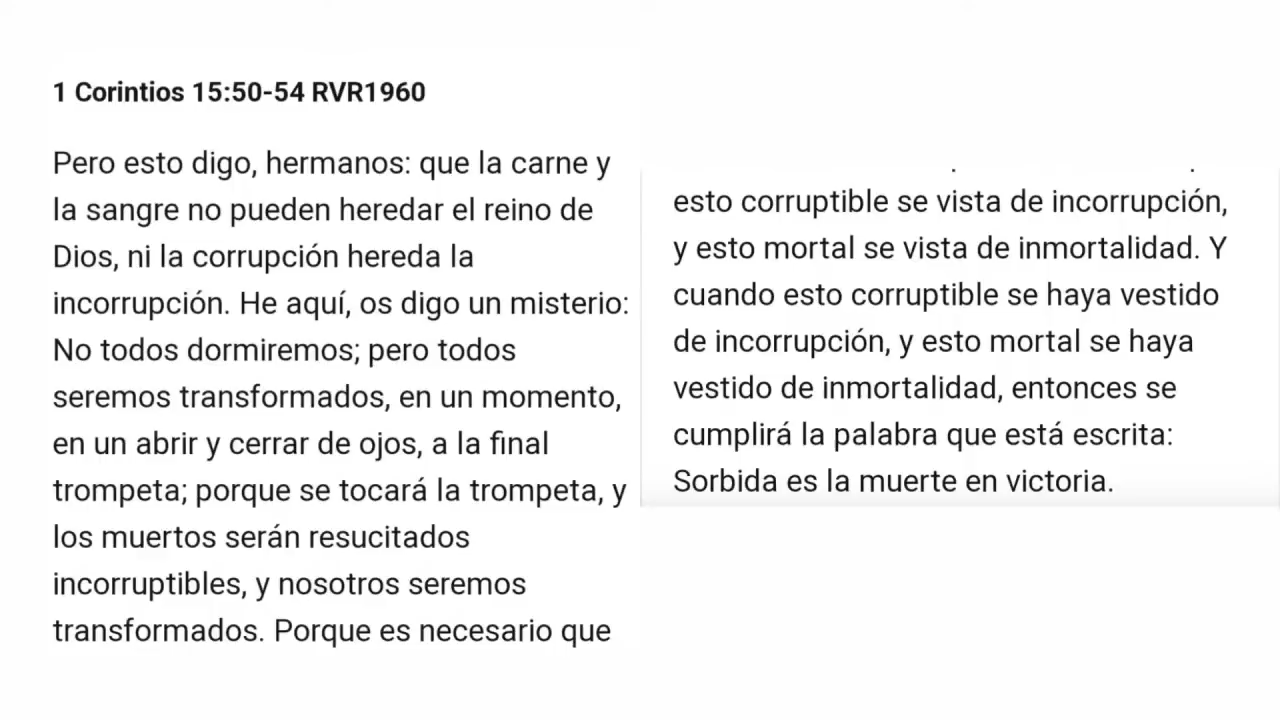 1 Corintios 15:50-54 RVR1960
Pero esto digo, hermanos: que la carne y
la sangre no pueden heredar el reino de
Dios, ni la corrupción hereda la
incorrupción. He aquí, os digo un misterio:
No todos dormiremos; pero todos
seremos transformados, en un momento,
en un abrir y cerrar de ojos, a la final
trompeta; porque se tocará la trompeta, y
los muertos serán resucitados
incorruptibles, y nosotros seremos
transformados. Porque es necesario que
esto corruptible se vista de incorrupción,
y esto mortal se vista de inmortalidad. Y
cuando esto corruptible se haya vestido
de incorrupción, y esto mortal se haya
vestido de inmortalidad, entonces se
cumplirá la palabra que está escrita:
Sorbida es la muerte en victoria.